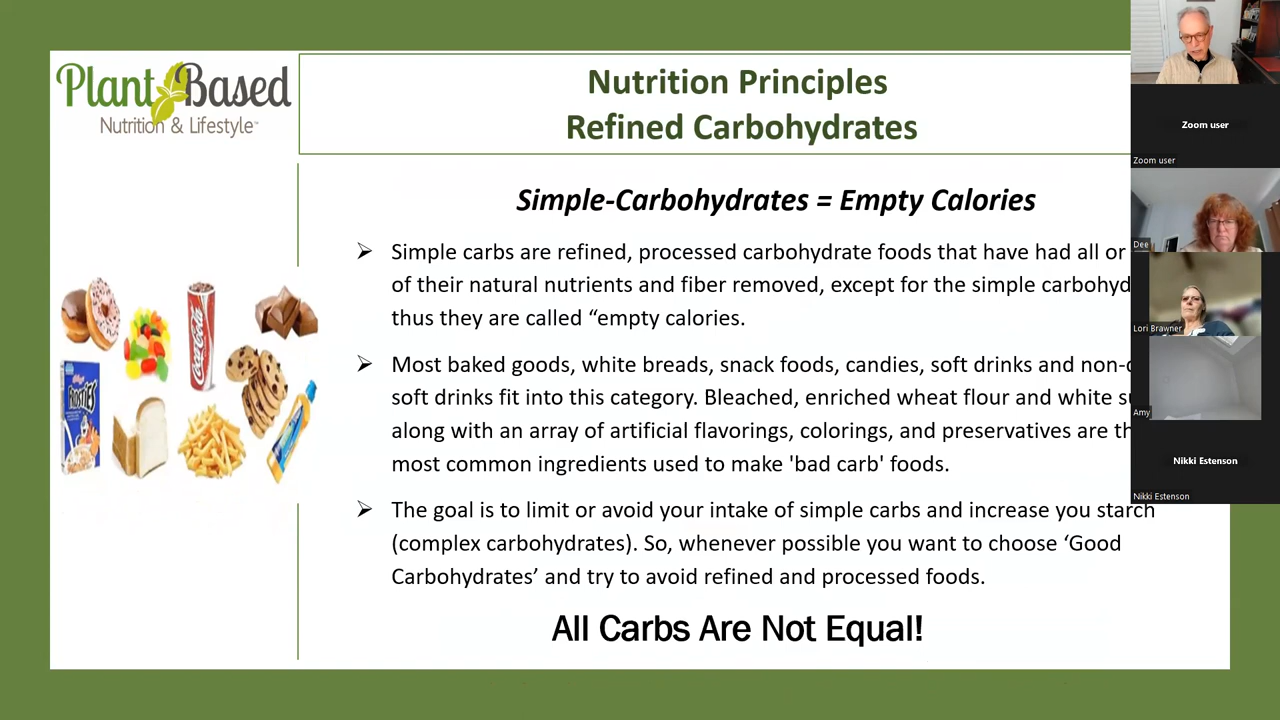 Plant Based
Nutrition & Lifestyle™
Nutrition Principles
Refined Carbohydrates
Simple-Carbohydrates = Empty Calories
Simple carbs are refined, processed carbohydrate foods that have had all or
of their natural nutrients and fiber removed, except for the simple
thus they are called “empty calories.
Most baked goods, white breads, snack foods, candies, soft drinks and
soft drinks fit into this category. Bleached, enriched wheat flour and white
along with an array of artificial flavorings, colorings, and preservatives are
most common ingredients used to make 'bad carb' foods.
The goal is to limit or avoid your intake of simple carbs and increase you starch
(complex carbohydrates). So, whenever possible you want to choose ‘Good
Carbohydrates’ and try to avoid refined and processed foods.
All Carbs Are Not Equal!
Coca-Cola
FROSTIES
Zoom user
Zoom user
Dee
Lori Brawner
Amy
Nikki Estenson
Nikki Estenson